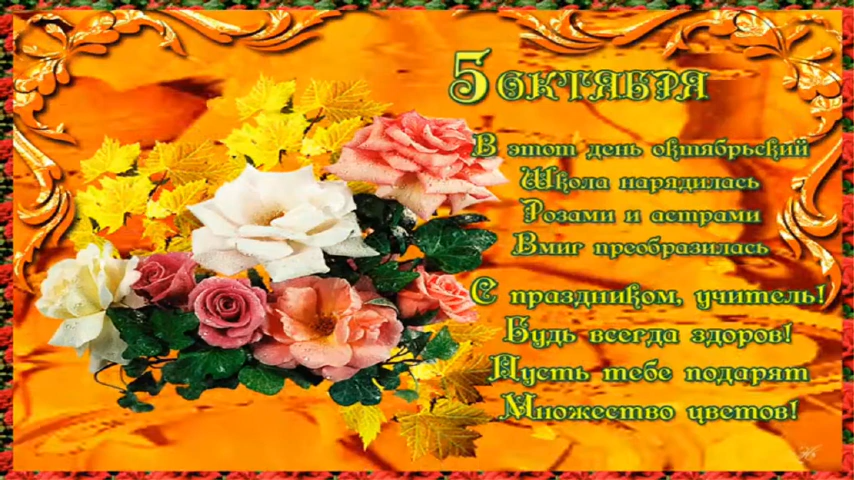 5 ОКТЯБРЯ
В этот день октябрьский
Школа нарядилась
Розами и астрами
Вмиг преобразилась
С праздником, учитель!
Будь всегда здоров!
Пусть тебе подарят
Множество цветов!